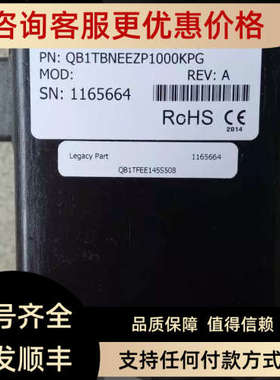 咨询客服更优惠价格
PN: QB1TBNEEZP1000KPG
MOD: REV: A
SN: 1165664
RoHS CE
2014
Legacy Part 1165664
QB1TFEE145S508
号齐全 品质保障 值得信赖
发顺丰 支持任何付款方式